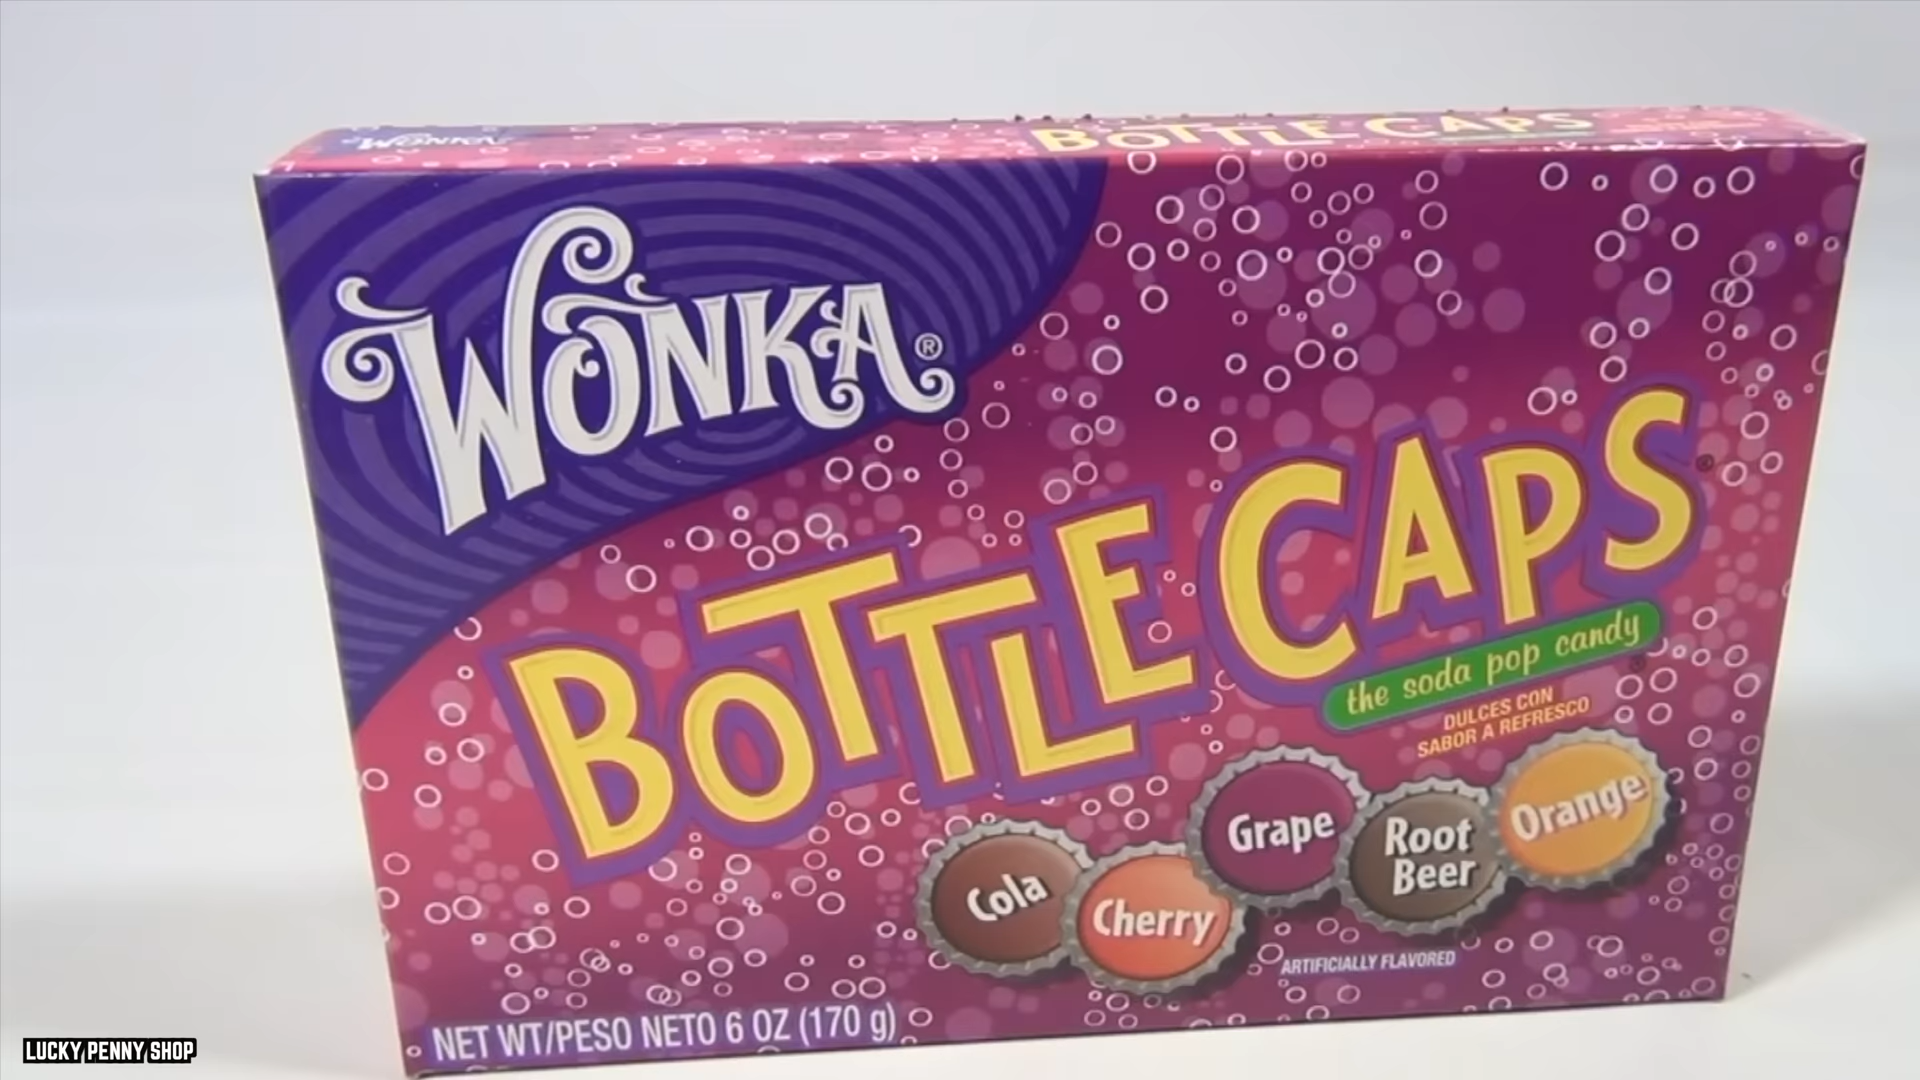 WONKA
BOTTLE CAPS
WONKA®
BOTTLE CAPS®
the soda pop candy
DULCES CON
SABOR A REFRESCO
Cola
Cherry
Grape
Root
Beer
Orange
ARTIFICIALLY FLAVORED
NET WT/PESO NETO 6 OZ (170 g)
LUCKY PENNY SHOP